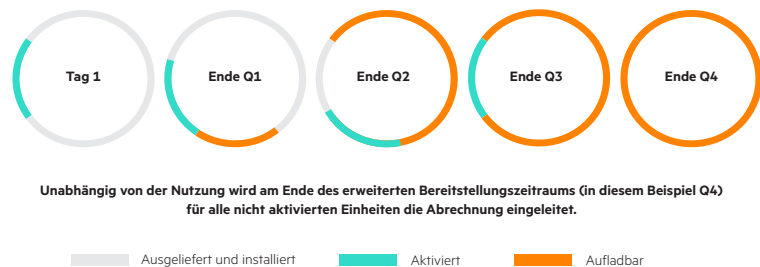 Tag 1
Ende Q1
Ende Q2
Ende Q3
Ende Q4
Unabhängig von der Nutzung wird am Ende des erweiterten Bereitstellungszeitraums (in diesem Beispiel Q4)
für alle nicht aktivierten Einheiten die Abrechnung eingeleitet.
Ausgeliefert und installiert
Aktiviert
Aufladbar